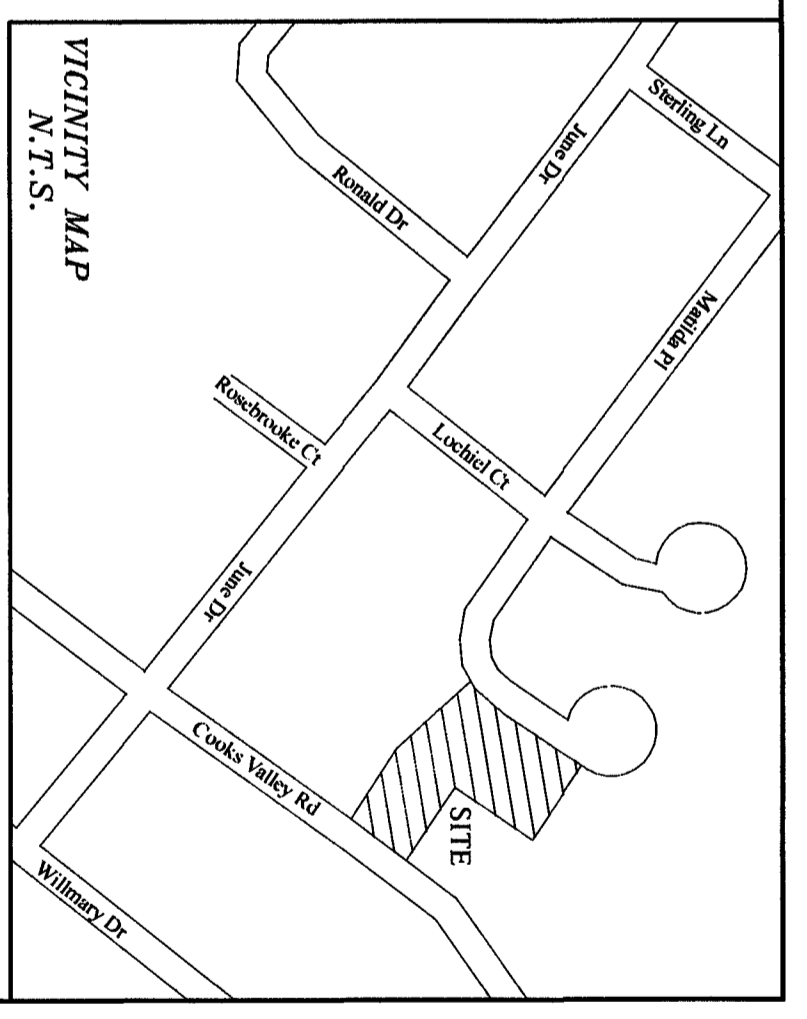 VICINITY MAP
N.T.S.
Sterling Ln
June Dr
Ronald Dr
Matilda Pl
Rosebrooke Ct
Lochiel Ct
June Dr
Cooks Valley Rd
SITE
Willmary Dr